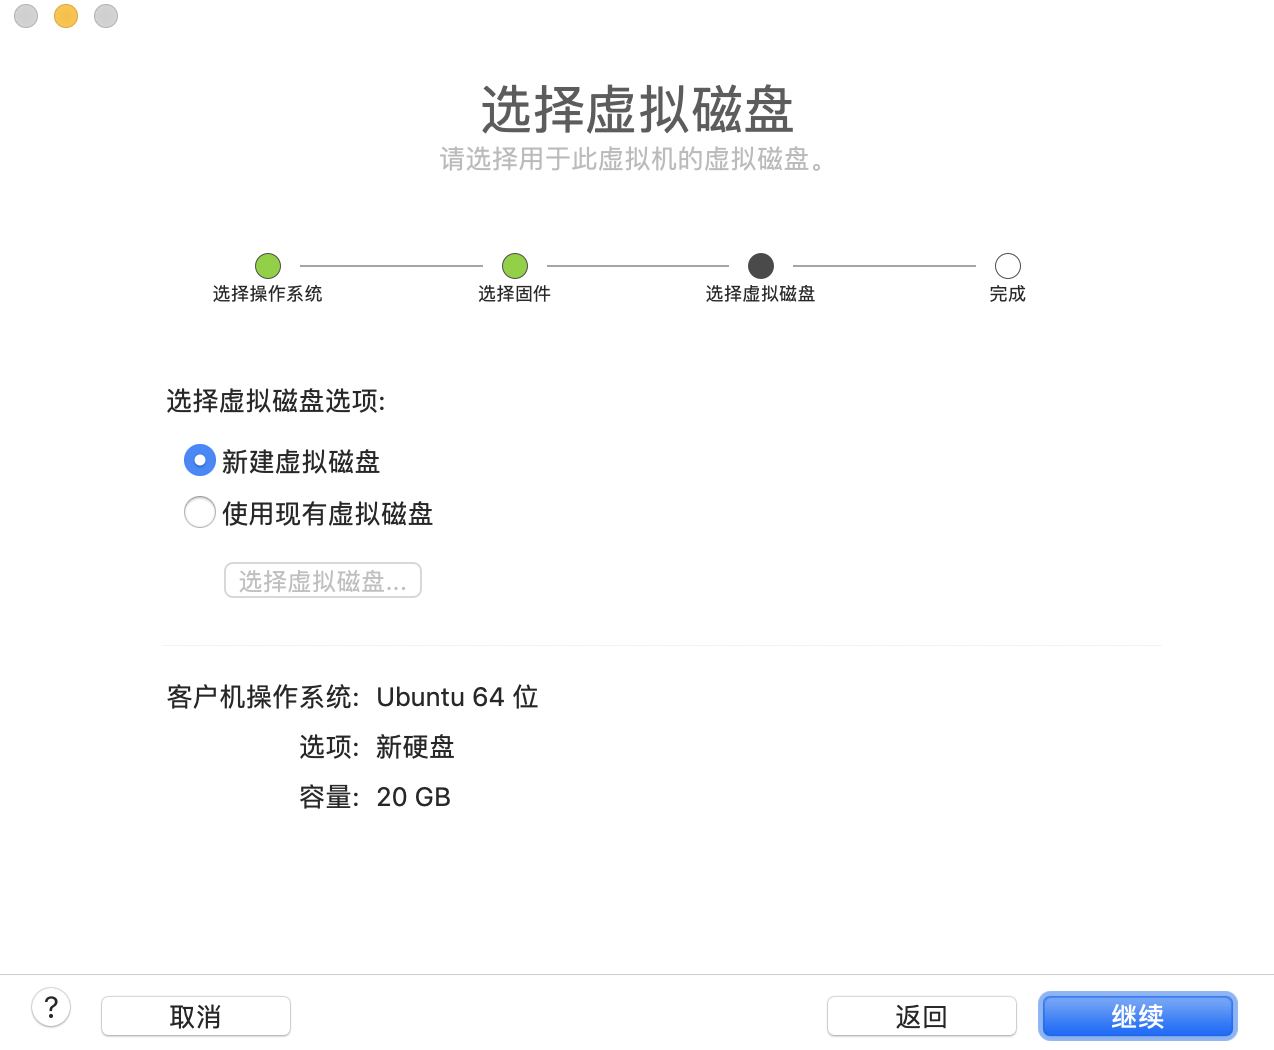 选择虚拟磁盘
请选择用于此虚拟机的虚拟磁盘。
选择操作系统 选择固件 选择虚拟磁盘 完成
选择虚拟磁盘选项:
新建虚拟磁盘
使用现有虚拟磁盘
选择虚拟磁盘...
客户机操作系统: Ubuntu 64 位
选项: 新硬盘
容量: 20 GB
? 取消 返回 继续